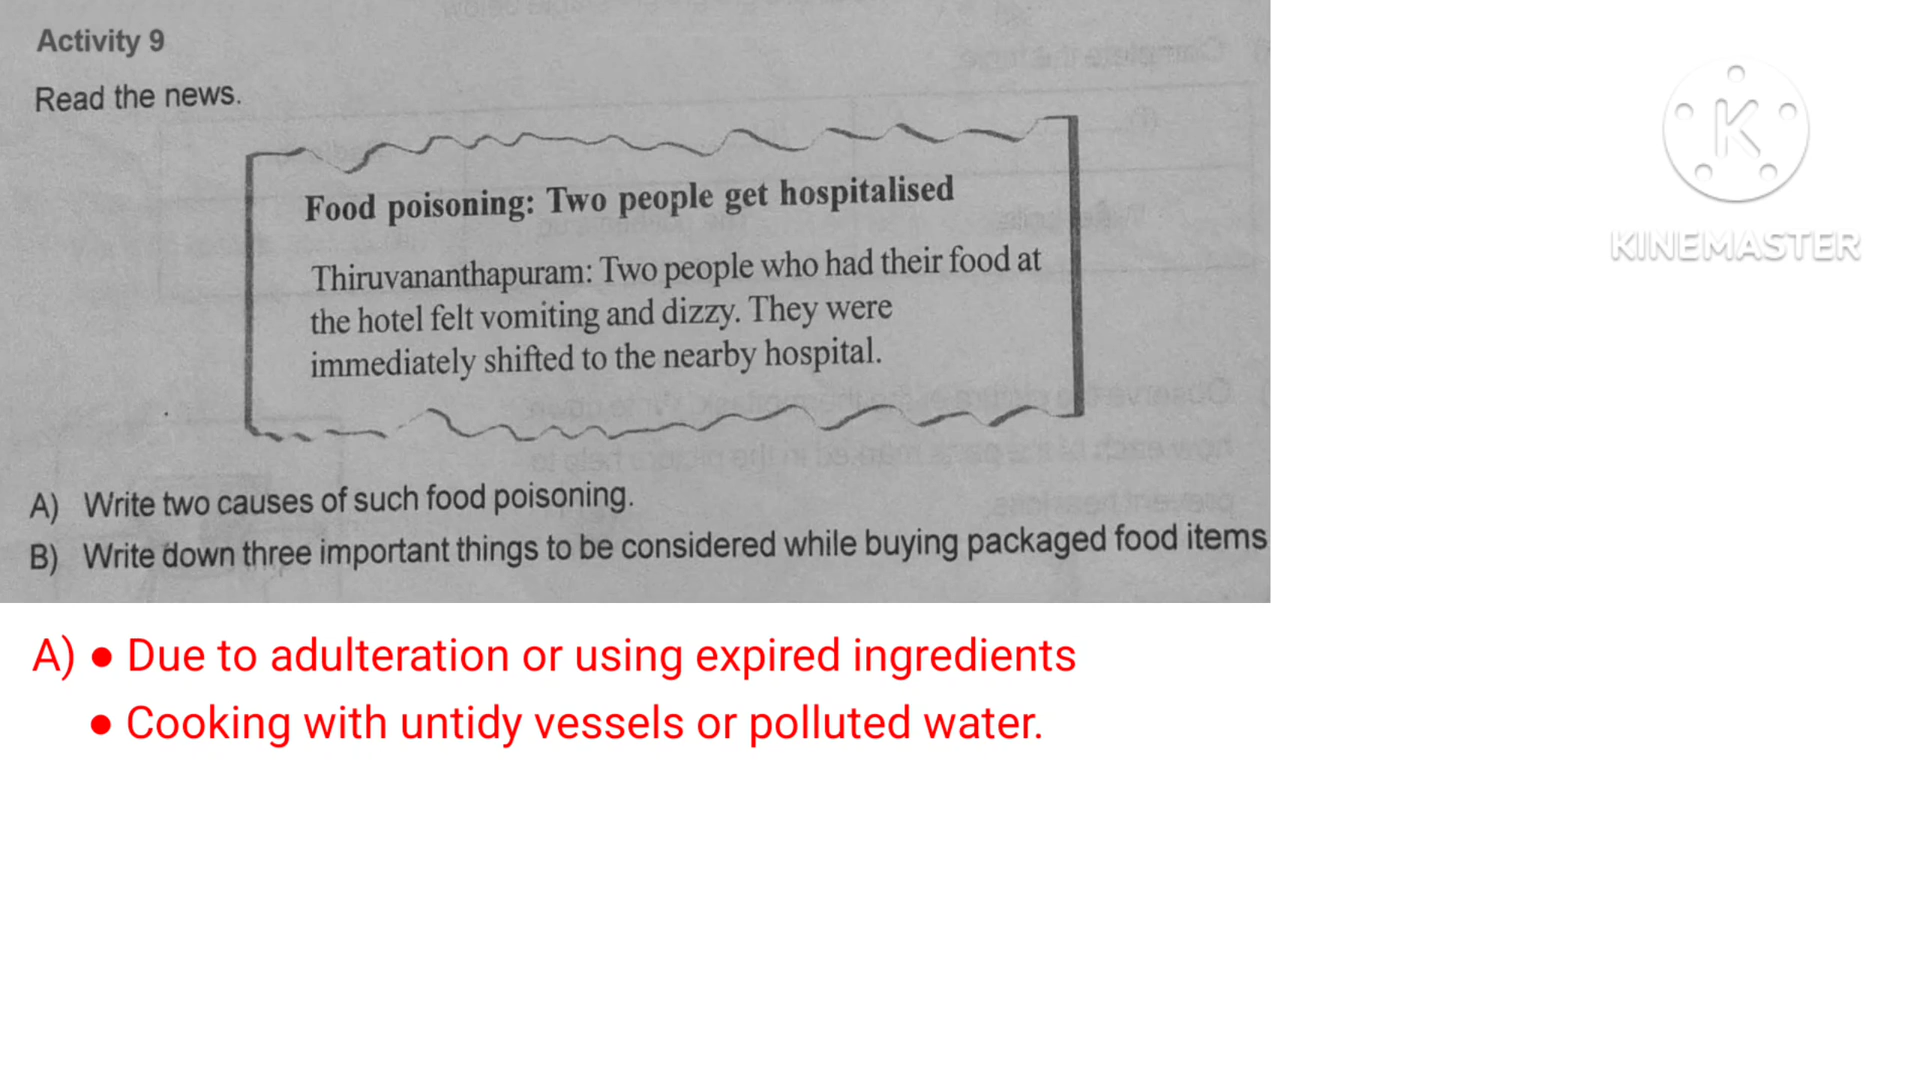 Activity 9
Read the news.
Food poisoning: Two people get hospitalised
Thiruvananthapuram: Two people who had their food at
the hotel felt vomiting and dizzy. They were
immediately shifted to the nearby hospital.
A) Write two causes of such food poisoning.
B) Write down three important things to be considered while buying packaged food items
A) ● Due to adulteration or using expired ingredients
● Cooking with untidy vessels or polluted water.
K
KINEMASTER